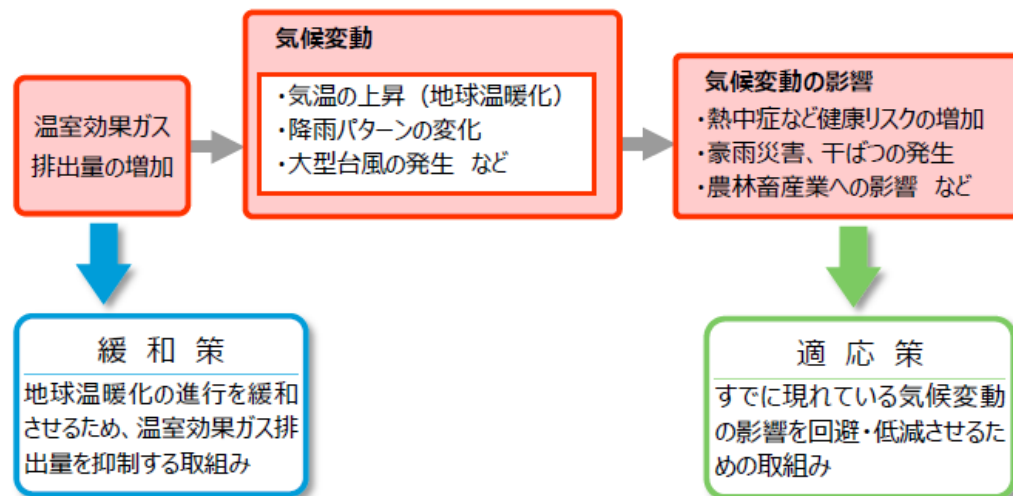 温室効果ガス
排出量の増加
気候変動
・気温の上昇（地球温暖化）
・降雨パターンの変化
・大型台風の発生 など
気候変動の影響
・熱中症など健康リスクの増加
・豪雨災害、干ばつの発生
・農林畜産業への影響 など
緩 和 策
地球温暖化の進行を緩和
させるため、温室効果ガス排
出量を抑制する取組み
適 応 策
すでに現れている気候変動
の影響を回避・低減させるた
めの取組み